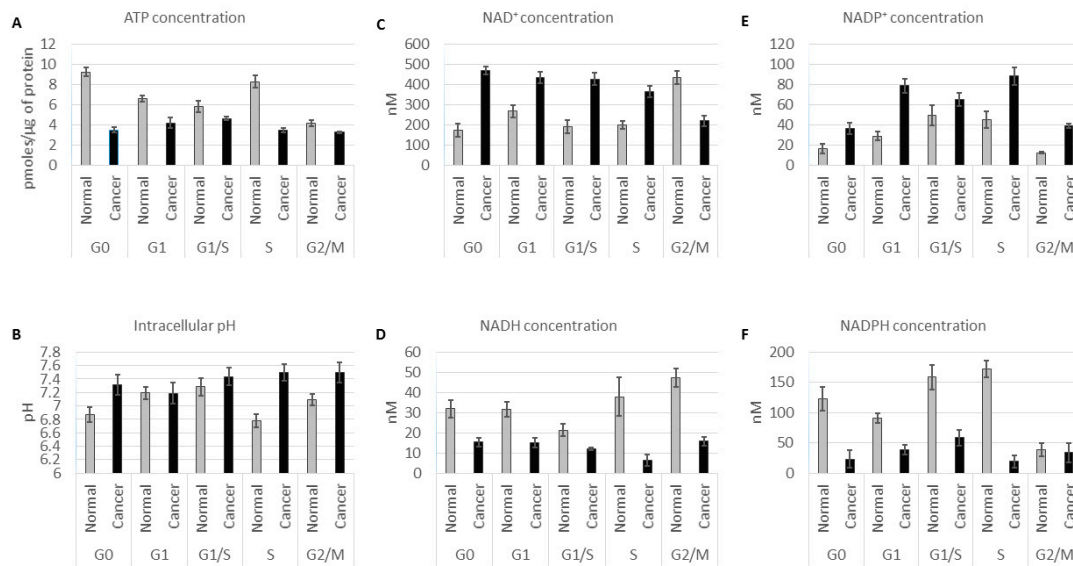 A
ATP concentration
pmoles/µg of protein
12
10
8
6
4
2
0
Normal Cancer Normal Cancer Normal Cancer Normal Cancer Normal Cancer
G0 G1 G1/S S G2/M
C
NAD⁺ concentration
nM
600
500
400
300
200
100
0
Normal Cancer Normal Cancer Normal Cancer Normal Cancer Normal Cancer
G0 G1 G1/S S G2/M
E
NADP⁺ concentration
nM
120
100
80
60
40
20
0
Normal Cancer Normal Cancer Normal Cancer Normal Cancer Normal Cancer
G0 G1 G1/S S G2/M
B
Intracellular pH
pH
7.8
7.6
7.4
7.2
7
6.8
6.6
6.4
6.2
6
Normal Cancer Normal Cancer Normal Cancer Normal Cancer Normal Cancer
G0 G1 G1/S S G2/M
D
NADH concentration
nM
60
50
40
30
20
10
0
Normal Cancer Normal Cancer Normal Cancer Normal Cancer Normal Cancer
G0 G1 G1/S S G2/M
F
NADPH concentration
nM
200
150
100
50
0
Normal Cancer Normal Cancer Normal Cancer Normal Cancer Normal Cancer
G0 G1 G1/S S G2/M